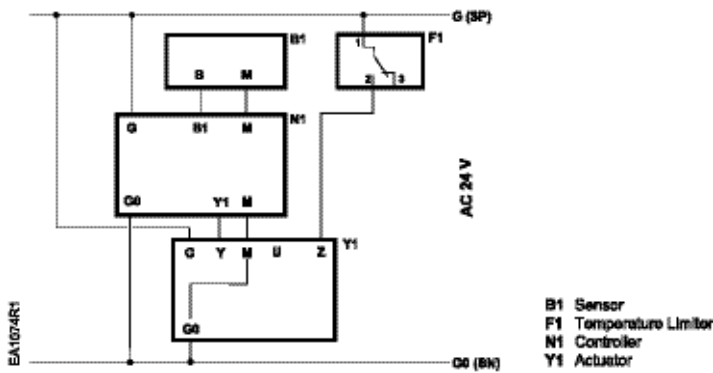 G (SP)
B1
F1
1
B M
2 3
N1
G B1 M
AC 24 V
G0 Y1 M
Y1
G Y M U Z
G0
EA1074R1
G0 (SN)
B1 Sensor
F1 Temperature Limiter
N1 Controller
Y1 Actuator